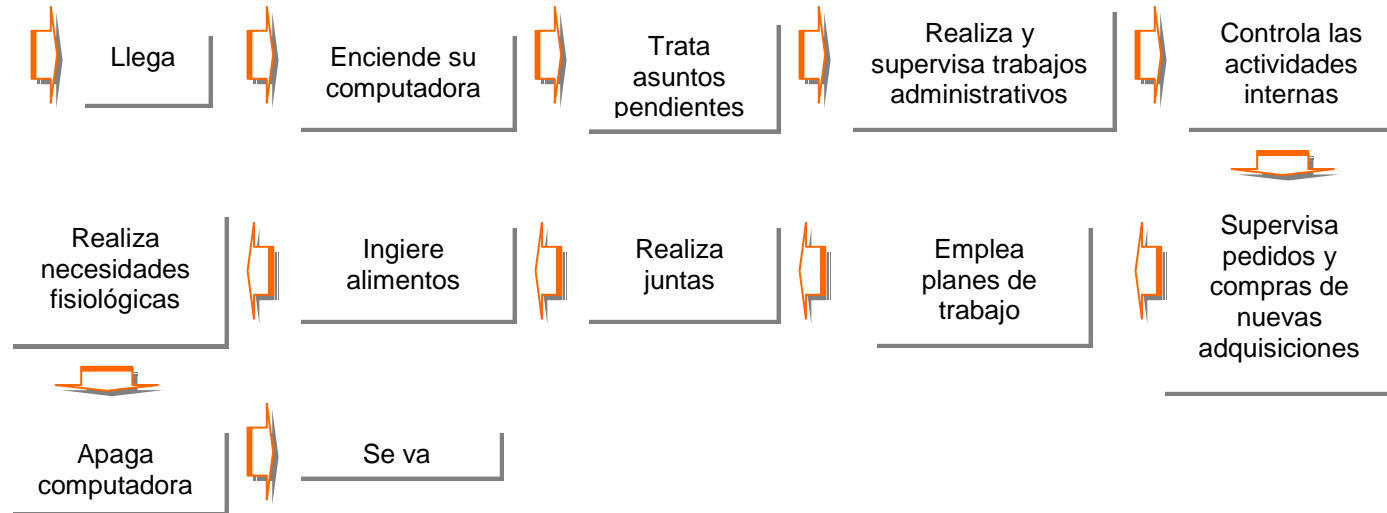 Llega
Enciende su
computadora
Trata
asuntos
pendientes
Realiza y
supervisa trabajos
administrativos
Controla las
actividades
internas
Supervisa
pedidos y
compras de
nuevas
adquisiciones
Emplea
planes de
trabajo
Realiza
juntas
Ingiere
alimentos
Realiza
necesidades
fisiológicas
Apaga
computadora
Se va